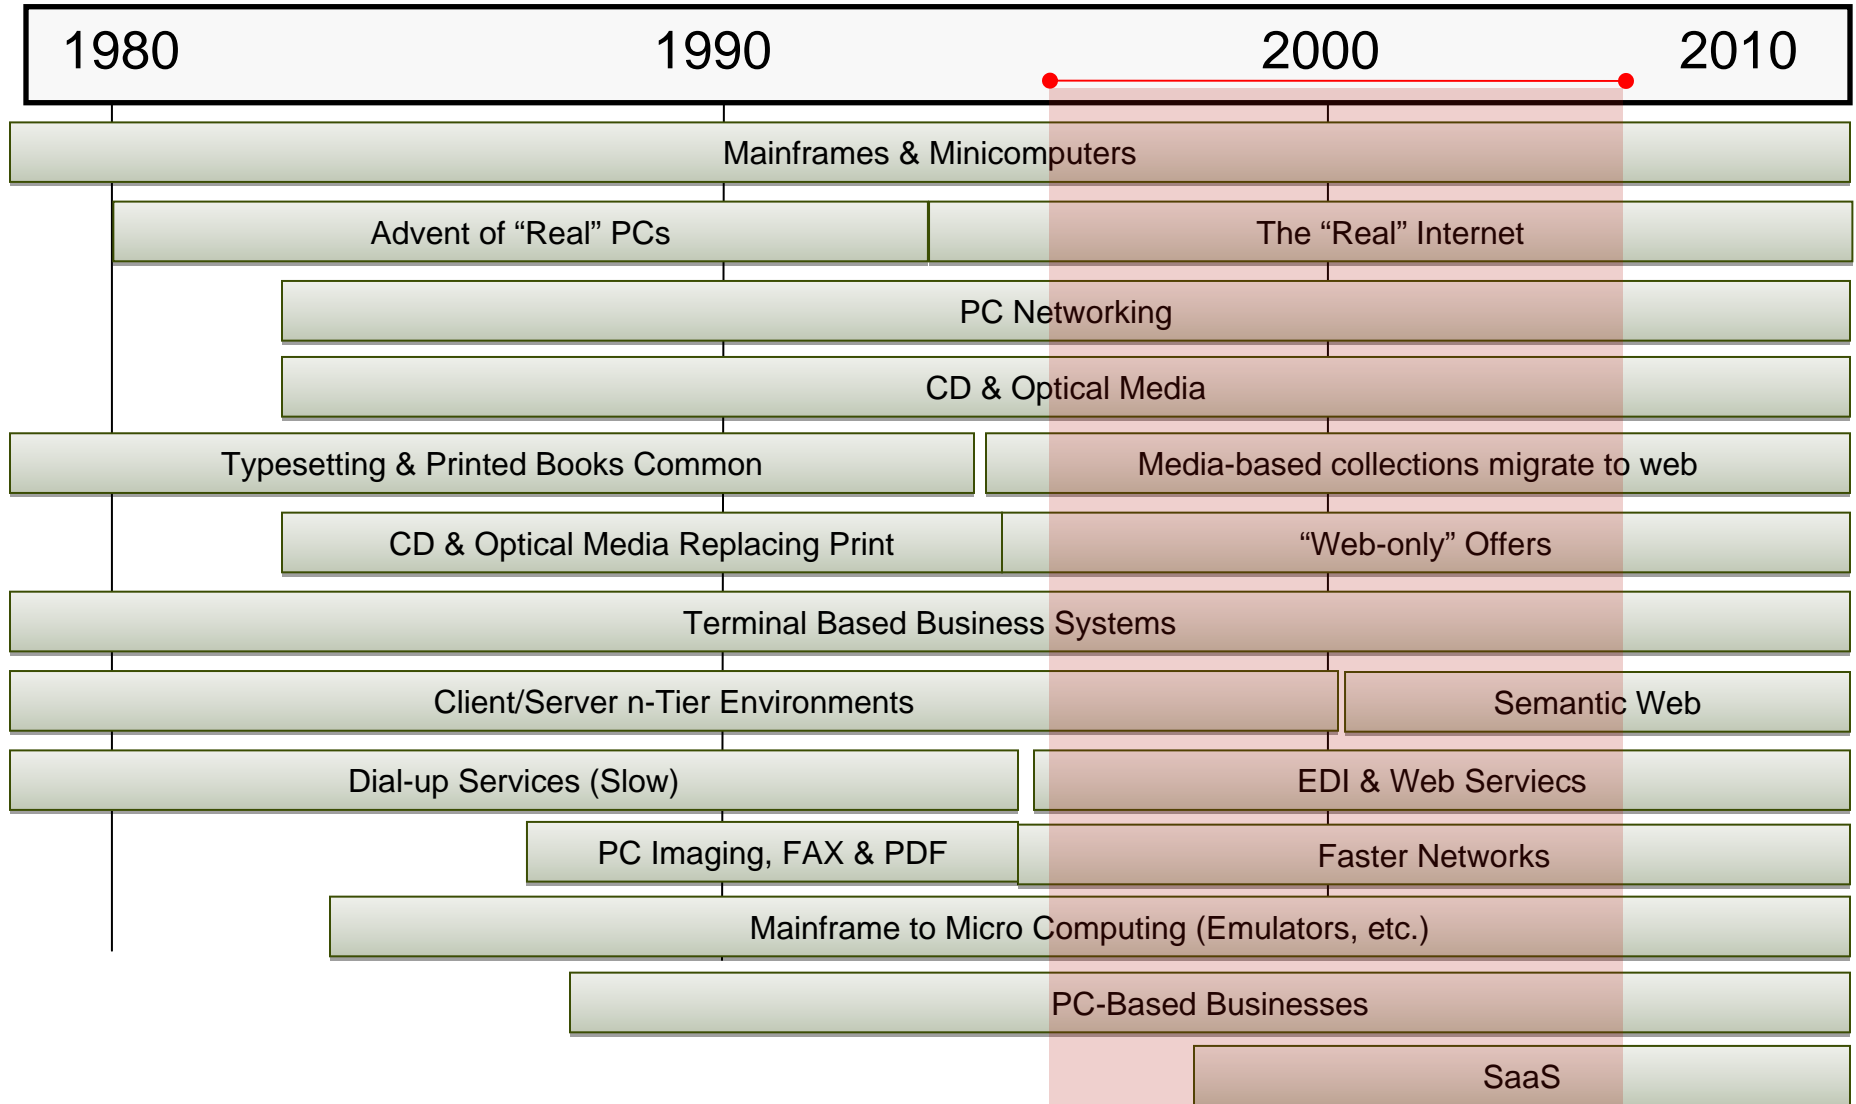 1980 1990 2000 2010
Mainframes & Minicomputers
Advent of “Real” PCs
The “Real” Internet
PC Networking
CD & Optical Media
Typesetting & Printed Books Common
Media-based collections migrate to web
CD & Optical Media Replacing Print
“Web-only” Offers
Terminal Based Business Systems
Client/Server n-Tier Environments
Semantic Web
Dial-up Services (Slow)
EDI & Web Serviecs
PC Imaging, FAX & PDF
Faster Networks
Mainframe to Micro Computing (Emulators, etc.)
PC-Based Businesses
SaaS